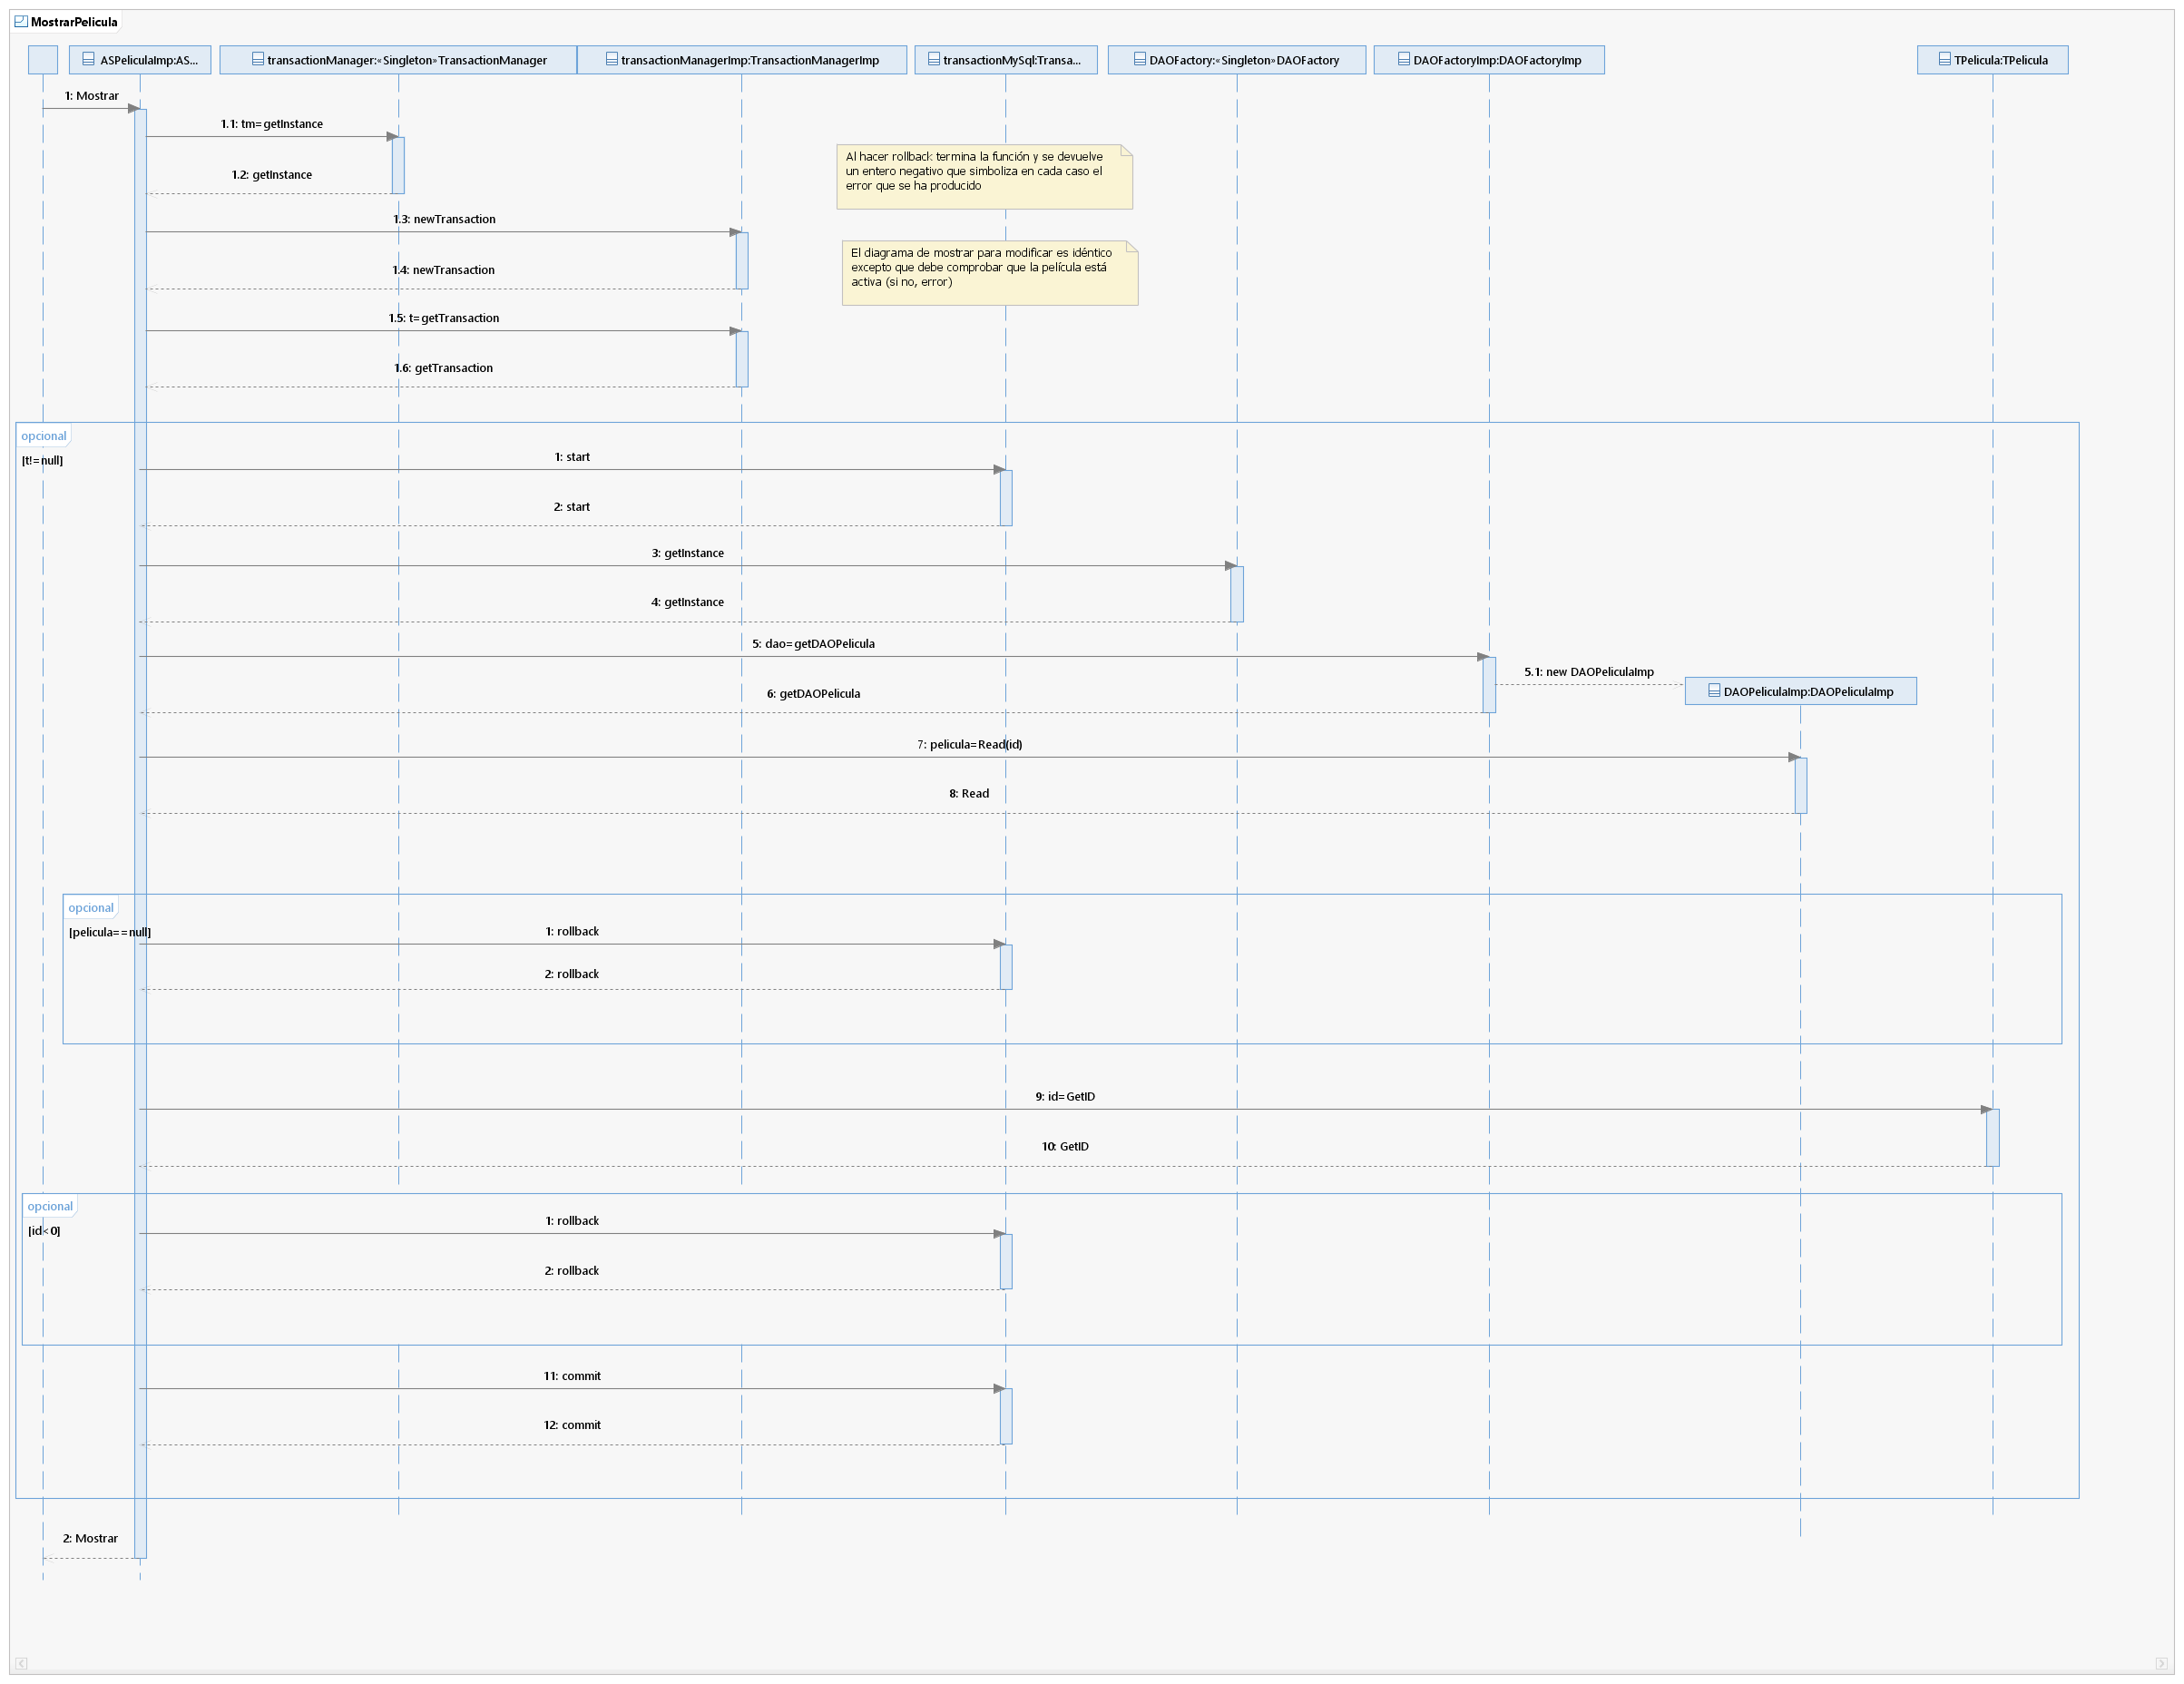 MostrarPelicula
ASPeliculaImp:AS...
transactionManager:«Singleton»TransactionManager
transactionManagerImp:TransactionManagerImp
transactionMySql:Transa...
DAOFactory:«Singleton»DAOFactory
DAOFactoryImp:DAOFactoryImp
TPelicula:TPelicula
1: Mostrar
1.1: tm=getInstance
Al hacer rollback termina la función y se devuelve
un entero negativo que simboliza en cada caso el
error que se ha producido
1.2: getInstance
1.3: newTransaction
El diagrama de mostrar para modificar es idéntico
excepto que debe comprobar que la película está
activa (si no, error)
1.4: newTransaction
1.5: t=getTransaction
1.6: getTransaction
opcional
[t!=null]
1: start
2: start
3: getInstance
4: getInstance
5: dao=getDAOPelicula
5.1: new DAOPeliculaImp
6: getDAOPelicula
DAOPeliculaImp:DAOPeliculaImp
7: pelicula=Read(id)
8: Read
opcional
[pelicula==null]
1: rollback
2: rollback
9: id=GetID
10: GetID
opcional
[id<0]
1: rollback
2: rollback
11: commit
12: commit
2: Mostrar